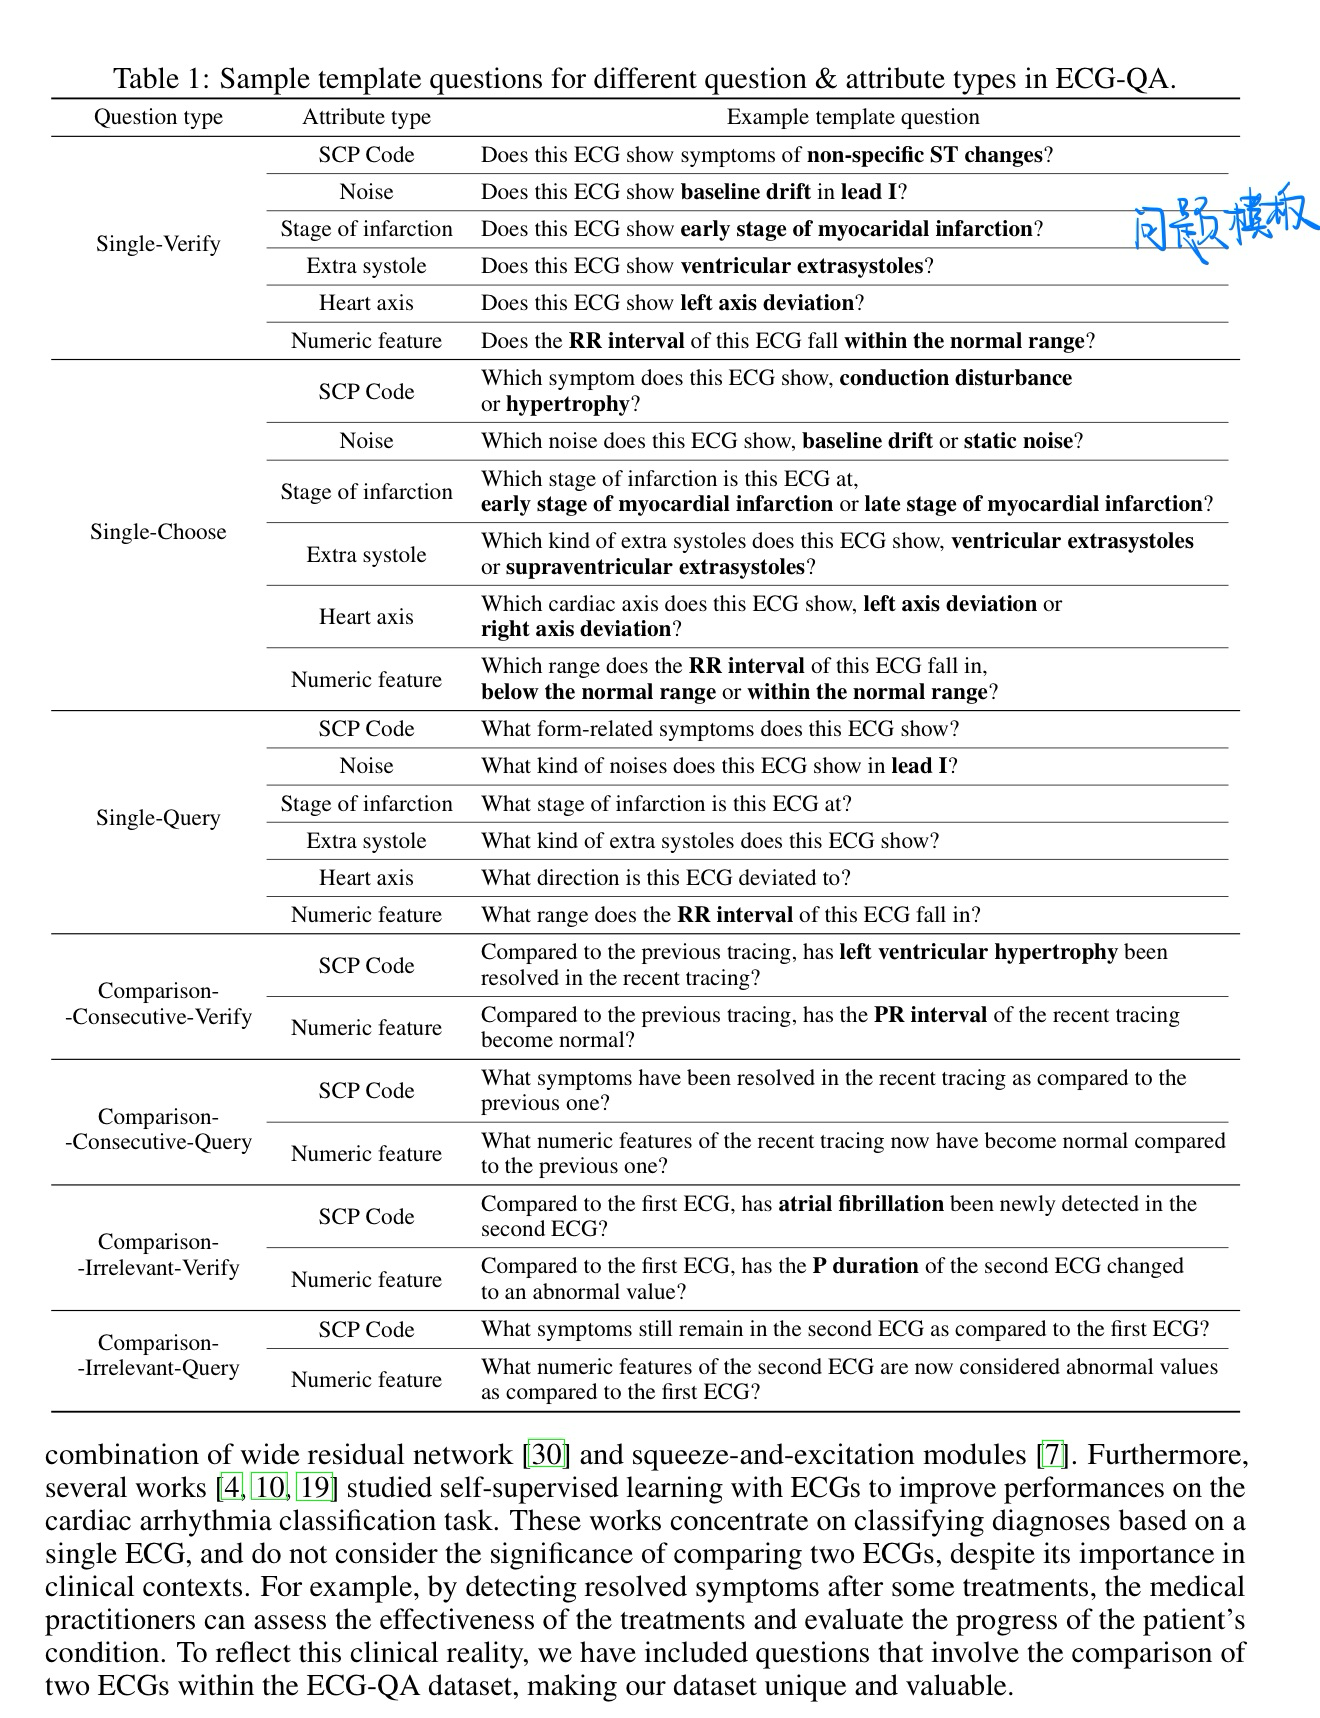 Table 1: Sample template questions for different question & attribute types in ECG-QA.
Question type Attribute type Example template question
Single-Verify
SCP Code Does this ECG show symptoms of non-specific ST changes?
Noise Does this ECG show baseline drift in lead I?
Stage of infarction Does this ECG show early stage of myocaridal infarction?
问题模板
Extra systole Does this ECG show ventricular extrasystoles?
Heart axis Does this ECG show left axis deviation?
Numeric feature Does the RR interval of this ECG fall within the normal range?
Single-Choose
SCP Code Which symptom does this ECG show, conduction disturbance
or hypertrophy?
Noise Which noise does this ECG show, baseline drift or static noise?
Stage of infarction Which stage of infarction is this ECG at,
early stage of myocardial infarction or late stage of myocardial infarction?
Extra systole Which kind of extra systoles does this ECG show, ventricular extrasystoles
or supraventricular extrasystoles?
Heart axis Which cardiac axis does this ECG show, left axis deviation or
right axis deviation?
Numeric feature Which range does the RR interval of this ECG fall in,
below the normal range or within the normal range?
Single-Query
SCP Code What form-related symptoms does this ECG show?
Noise What kind of noises does this ECG show in lead I?
Stage of infarction What stage of infarction is this ECG at?
Extra systole What kind of extra systoles does this ECG show?
Heart axis What direction is this ECG deviated to?
Numeric feature What range does the RR interval of this ECG fall in?
Comparison-
-Consecutive-Verify
SCP Code Compared to the previous tracing, has left ventricular hypertrophy been
resolved in the recent tracing?
Numeric feature Compared to the previous tracing, has the PR interval of the recent tracing
become normal?
Comparison-
-Consecutive-Query
SCP Code What symptoms have been resolved in the recent tracing as compared to the
previous one?
Numeric feature What numeric features of the recent tracing now have become normal compared
to the previous one?
Comparison-
-Irrelevant-Verify
SCP Code Compared to the first ECG, has atrial fibrillation been newly detected in the
second ECG?
Numeric feature Compared to the first ECG, has the P duration of the second ECG changed
to an abnormal value?
Comparison-
-Irrelevant-Query
SCP Code What symptoms still remain in the second ECG as compared to the first ECG?
Numeric feature What numeric features of the second ECG are now considered abnormal values
as compared to the first ECG?
combination of wide residual network [30] and squeeze-and-excitation modules [7]. Furthermore,
several works [4, 10, 19] studied self-supervised learning with ECGs to improve performances on the
cardiac arrhythmia classification task. These works concentrate on classifying diagnoses based on a
single ECG, and do not consider the significance of comparing two ECGs, despite its importance in
clinical contexts. For example, by detecting resolved symptoms after some treatments, the medical
practitioners can assess the effectiveness of the treatments and evaluate the progress of the patient's
condition. To reflect this clinical reality, we have included questions that involve the comparison of
two ECGs within the ECG-QA dataset, making our dataset unique and valuable.